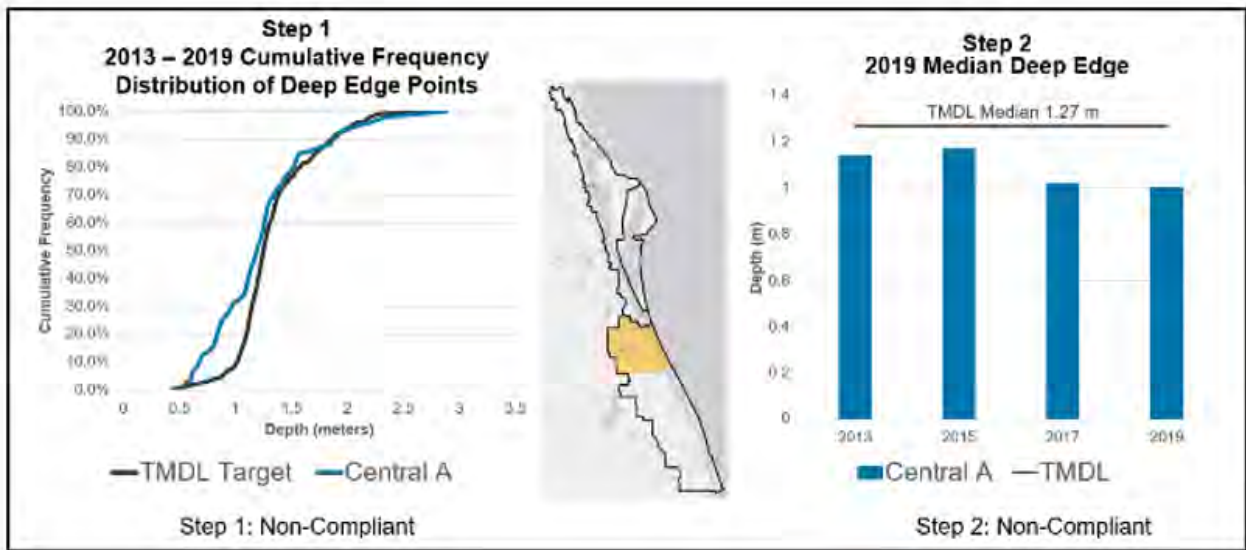 Step 1
2013 – 2019 Cumulative Frequency
Distribution of Deep Edge Points
100.0%
90.0%
80.0%
70.0%
60.0%
50.0%
40.0%
30.0%
20.0%
10.0%
0.0%
Cumulative Frequency
0 0.5 1 1.5 2 2.5 3 3.5
Depth (meters)
TMDL Target Central A
Step 1: Non-Compliant
Step 2
2019 Median Deep Edge
1.4
TMDL Median 1.27 m
1.2
1
0.8
0.6
0.4
0.2
0
Depth (m)
2013 2015 2017 2019
Central A TMDL
Step 2: Non-Compliant